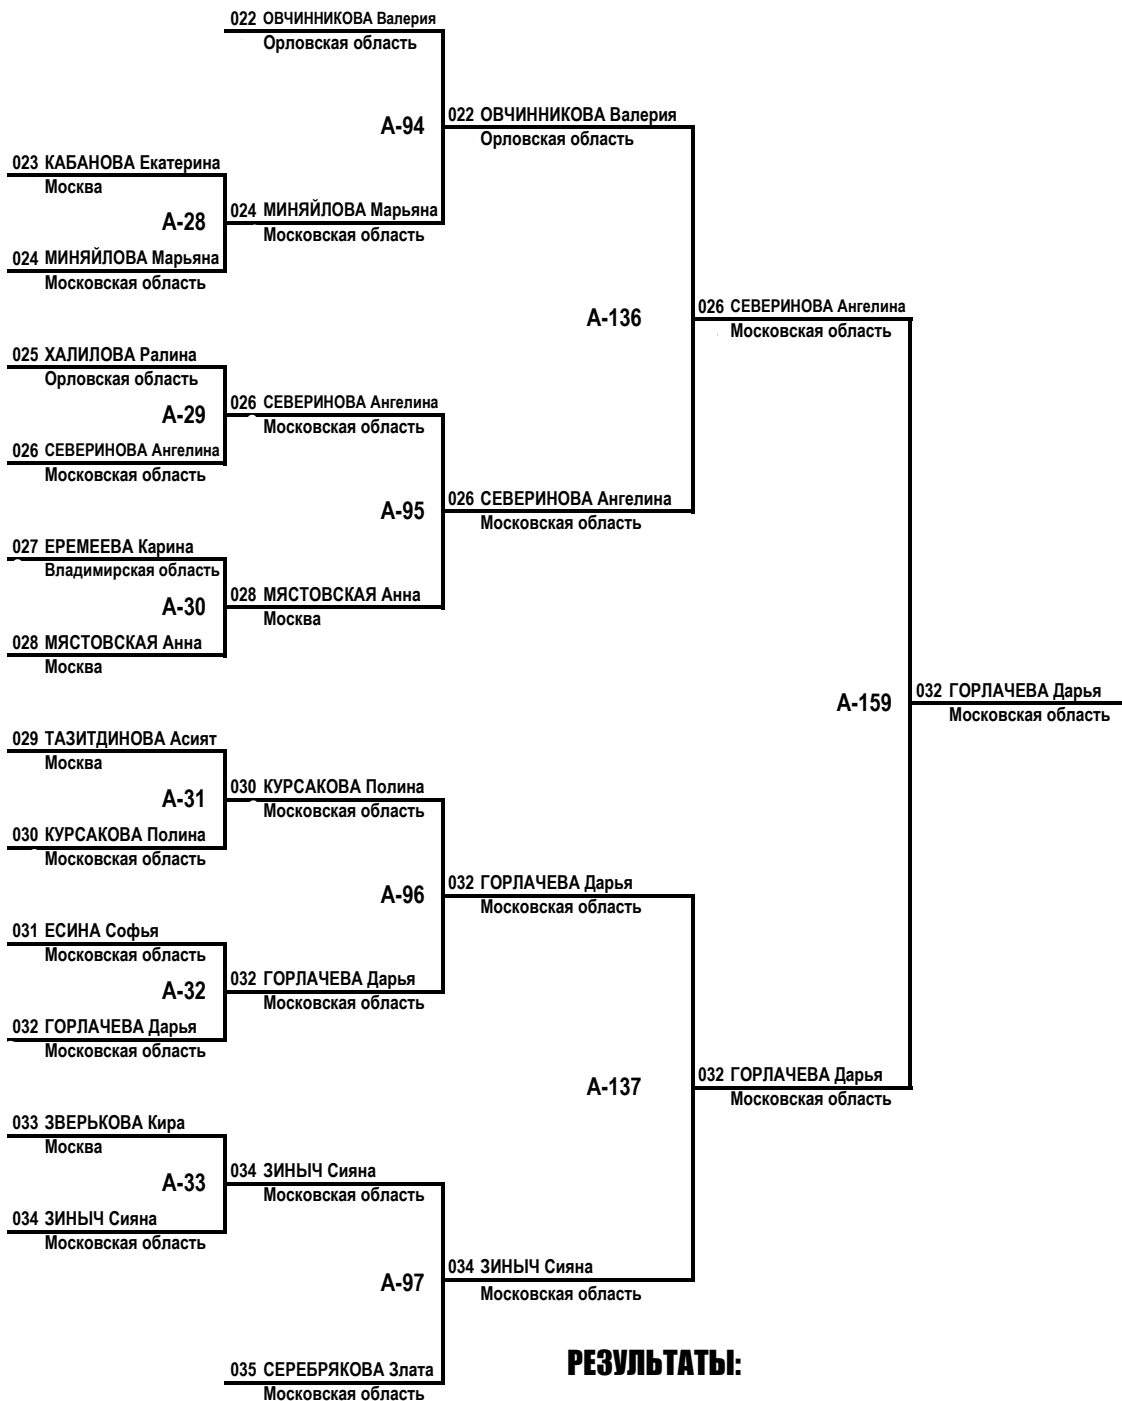 022 ОВЧИННИКОВА Валерия
Орловская область
А-94
022 ОВЧИННИКОВА Валерия
Орловская область
023 КАБАНОВА Екатерина
Москва
А-28
024 МИНЯЙЛОВА Марьяна
Московская область
024 МИНЯЙЛОВА Марьяна
Московская область
А-136
026 СЕВЕРИНОВА Ангелина
Московская область
025 ХАЛИЛОВА Ралина
Орловская область
А-29
026 СЕВЕРИНОВА Ангелина
Московская область
026 СЕВЕРИНОВА Ангелина
Московская область
А-95
026 СЕВЕРИНОВА Ангелина
Московская область
027 ЕРЕМЕЕВА Карина
Владимирская область
А-30
028 МЯСТОВСКАЯ Анна
Москва
028 МЯСТОВСКАЯ Анна
Москва
А-159
032 ГОРЛАЧЕВА Дарья
Московская область
029 ТАЗИТДИНОВА Асият
Москва
А-31
030 КУРСАКОВА Полина
Московская область
030 КУРСАКОВА Полина
Московская область
А-96
032 ГОРЛАЧЕВА Дарья
Московская область
031 ЕСИНА Софья
Московская область
А-32
032 ГОРЛАЧЕВА Дарья
Московская область
032 ГОРЛАЧЕВА Дарья
Московская область
А-137
032 ГОРЛАЧЕВА Дарья
Московская область
033 ЗВЕРЬКОВА Кира
Москва
А-33
034 ЗИНЫЧ Сияна
Московская область
034 ЗИНЫЧ Сияна
Московская область
А-97
034 ЗИНЫЧ Сияна
Московская область
035 СЕРЕБРЯКОВА Злата
Московская область
РЕЗУЛЬТАТЫ: